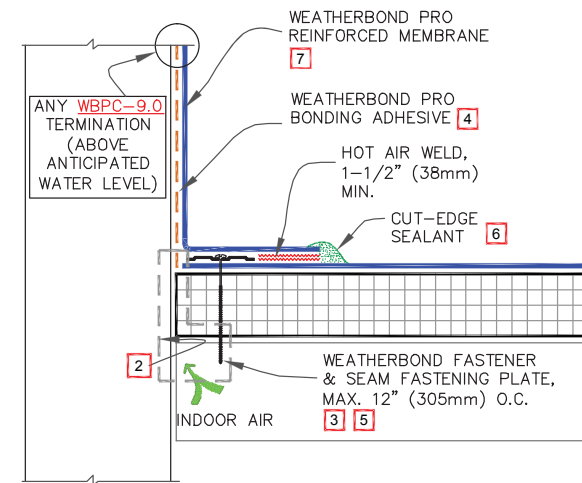 WEATHERBOND PRO
REINFORCED MEMBRANE
7
ANY WBPC-9.0
TERMINATION
(ABOVE
ANTICIPATED
WATER LEVEL)
WEATHERBOND PRO
BONDING ADHESIVE 4
HOT AIR WELD,
1-1/2" (38mm)
MIN.
CUT-EDGE
SEALANT 6
2
WEATHERBOND FASTENER
& SEAM FASTENING PLATE,
MAX. 12" (305mm) O.C.
3 5
INDOOR AIR